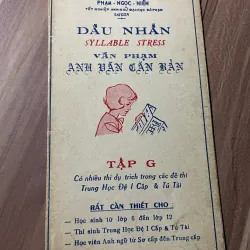 PHẠM - NGỌC - HIỂN
SAIGON
DẤU NHẤN
SYLLABLE STRESS
VĂN PHẠM
ANH VĂN CĂN BẢN
TẬP G
Có nhiều thí dụ trích trong các đề thi
Trung Học Đệ I Cấp & Tú Tài
RẤT CẦN THIẾT CHO:
— Học sinh từ lớp 6 đến lớp 12
— Thí sinh Trung Học Đệ I Cấp & Tú Tài
— Học viên Anh ngữ từ Sơ cấp đến Trung cấp